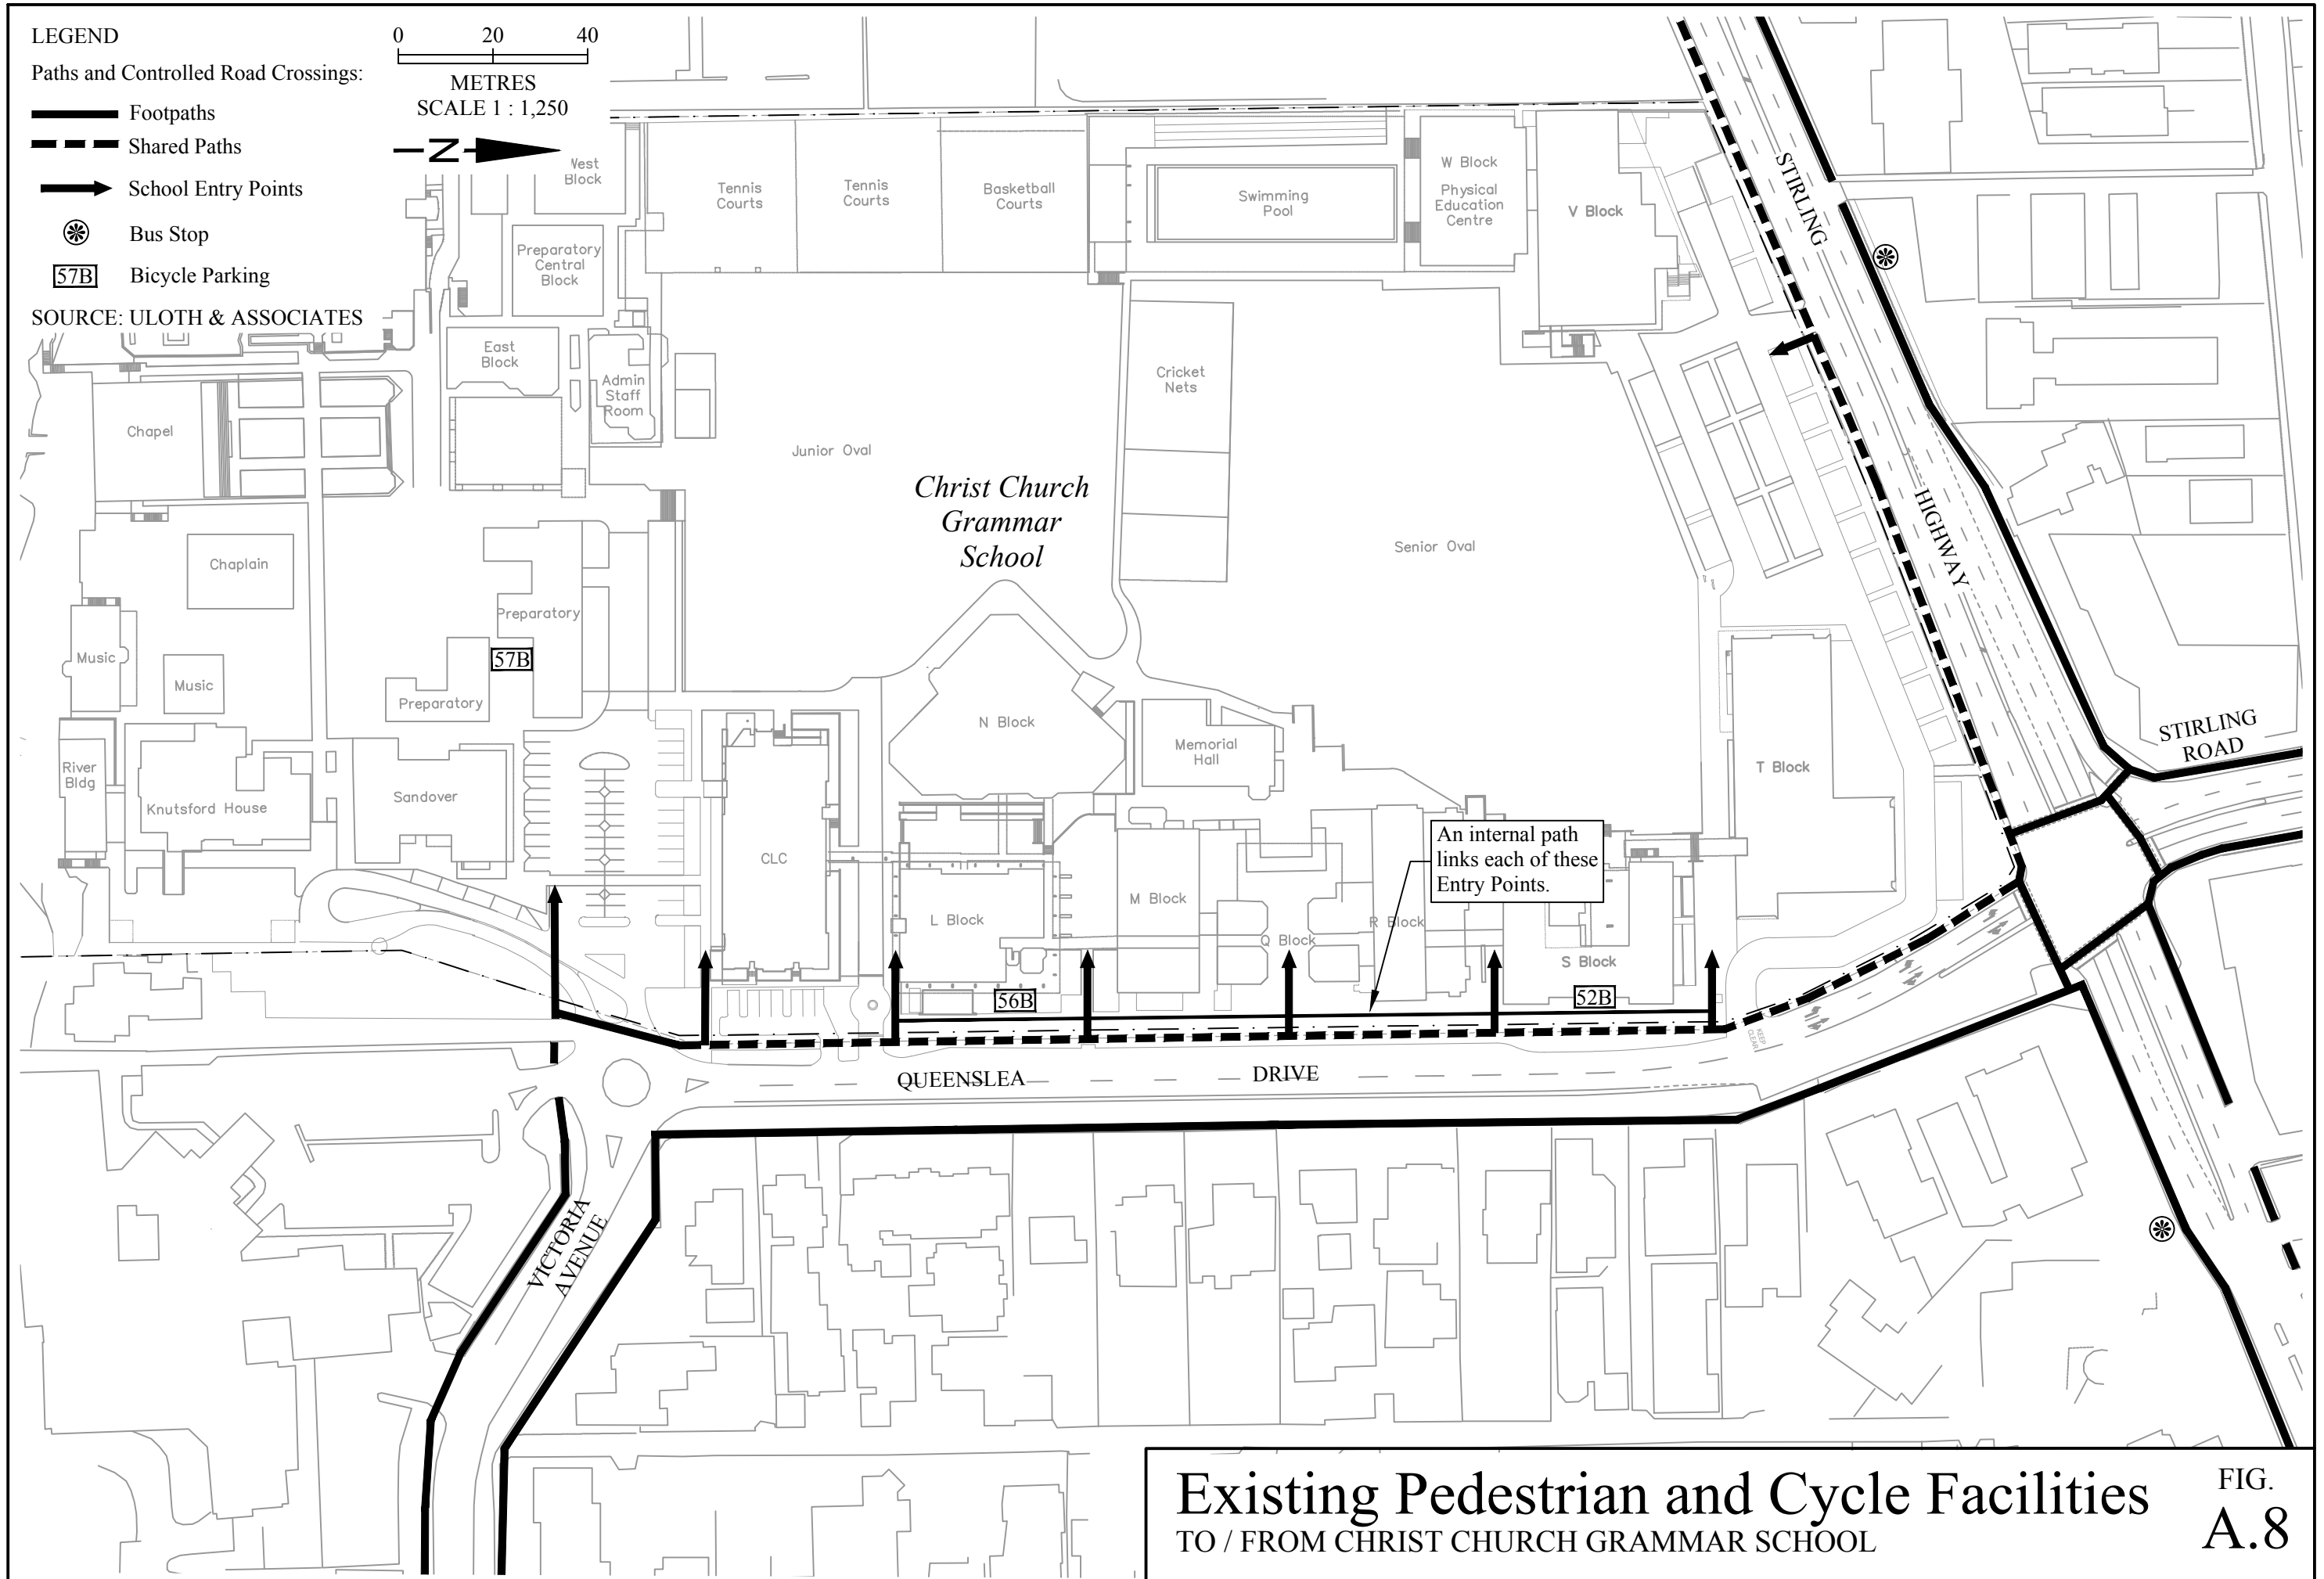 LEGEND
Paths and Controlled Road Crossings:
Footpaths
Shared Paths
School Entry Points
Bus Stop
57B
Bicycle Parking
SOURCE: ULOTH & ASSOCIATES
0 20 40
METRES
SCALE 1 : 1,250
N
West
Block
Preparatory
Central
Block
East
Block
Admin
Staff
Room
Tennis
Courts
Tennis
Courts
Basketball
Courts
Swimming
Pool
W Block
Physical
Education
Centre
V Block
STIRLING
HIGHWAY
Cricket
Nets
Chapel
Junior Oval
Christ Church
Grammar
School
Senior Oval
Chaplain
Preparatory
57B
Music
Music
Preparatory
N Block
Memorial
Hall
T Block
STIRLING
ROAD
River
Bldg
Knutsford House
Sandover
CLC
L Block
M Block
Q Block
R Block
S Block
An internal path
links each of these
Entry Points.
56B
52B
KEEP
CLEAR
QUEENSLEA
DRIVE
VICTORIA
AVENUE
Existing Pedestrian and Cycle Facilities
TO / FROM CHRIST CHURCH GRAMMAR SCHOOL
FIG.
A.8